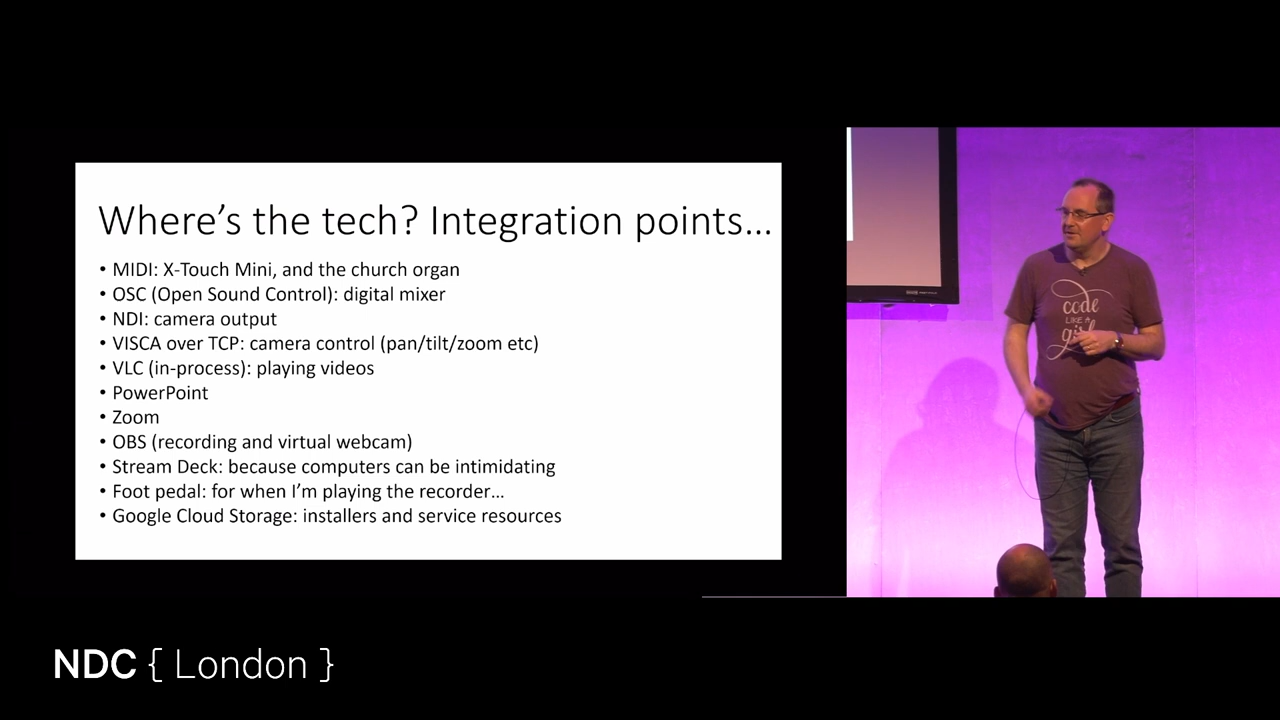 Where’s the tech? Integration points...
• MIDI: X-Touch Mini, and the church organ
• OSC (Open Sound Control): digital mixer
• NDI: camera output
• VISCA over TCP: camera control (pan/tilt/zoom etc)
• VLC (in-process): playing videos
• PowerPoint
• Zoom
• OBS (recording and virtual webcam)
• Stream Deck: because computers can be intimidating
• Foot pedal: for when I’m playing the recorder...
• Google Cloud Storage: installers and service resources
code
LIKE A
girl
NDC { London }